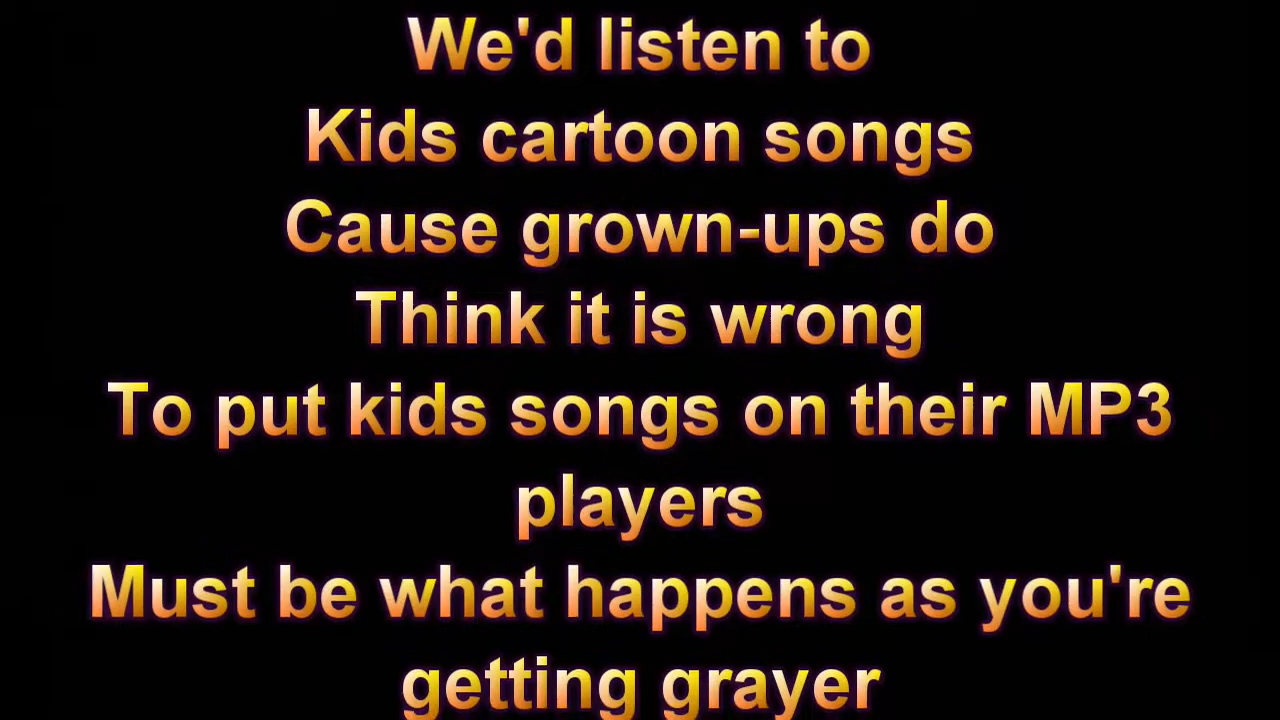 We'd listen to
Kids cartoon songs
Cause grown-ups do
Think it is wrong
To put kids songs on their MP3
players
Must be what happens as you're
getting grayer